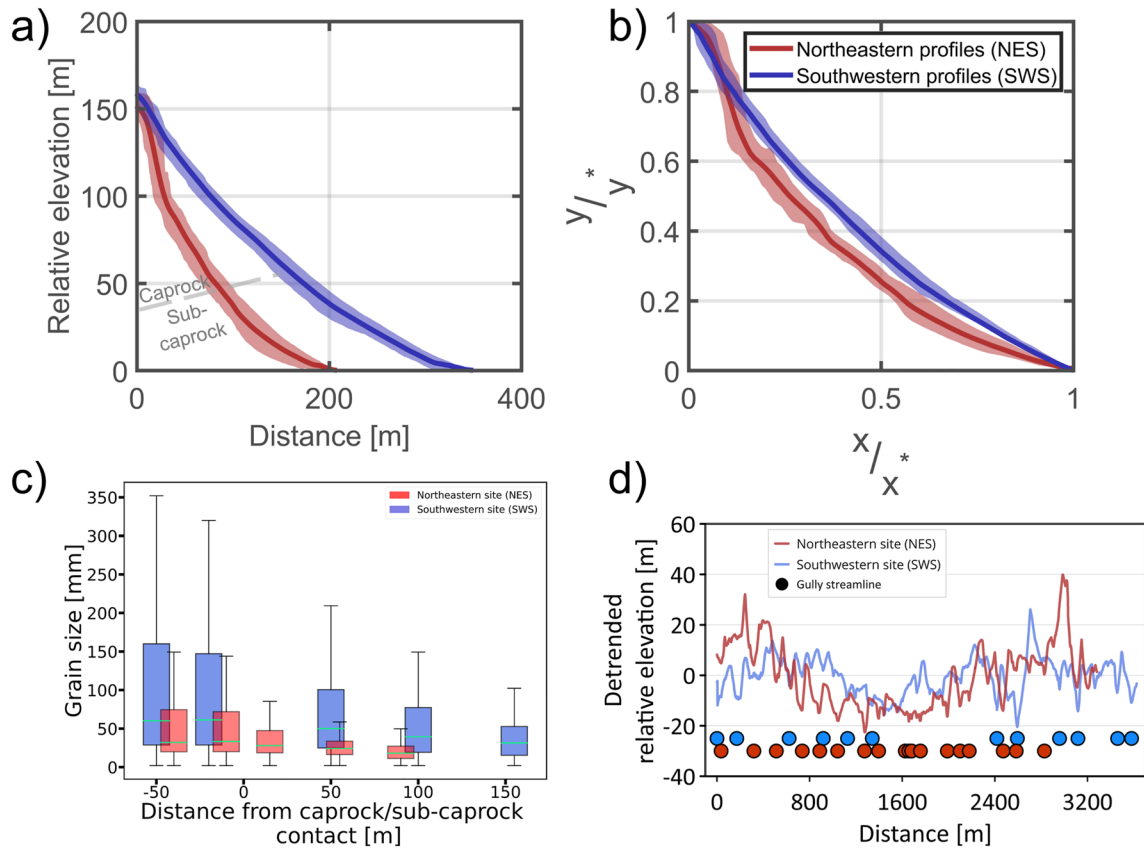 a)
200
150
100
50
0
Relative elevation [m]
Caprock
Sub-
caprock
0
200
400
Distance [m]
b)
Northeastern profiles (NES)
Southwestern profiles (SWS)
1
0.8
0.6
0.4
0.2
0
y/y*
0
0.5
1
x/x*
c)
Northeastern site (NES)
Southwestern site (SWS)
350
300
250
200
150
100
50
0
Grain size [mm]
-50
0
50
100
150
Distance from caprock/sub-caprock
contact [m]
d)
Northeastern site (NES)
Southwestern site (SWS)
Gully streamline
60
40
20
0
-20
-40
Detrended
relative elevation [m]
0
800
1600
2400
3200
Distance [m]